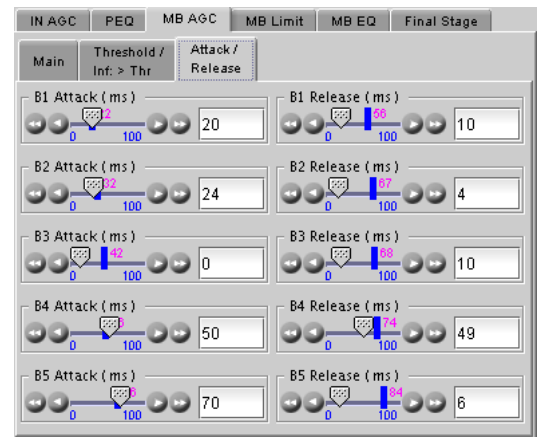 IN AGC PEQ MB AGC MB Limit MB EQ Final Stage
Main Threshold / Inf: > Thr Attack / Release
B1 Attack ( ms ) B1 Release ( ms )
56
20 10
0 100 0 100
B2 Attack ( ms ) B2 Release ( ms )
32 67
24 4
0 100 0 100
B3 Attack ( ms ) B3 Release ( ms )
42 68
0 10
0 100 0 100
B4 Attack ( ms ) B4 Release ( ms )
74
50 49
0 100 0 100
B5 Attack ( ms ) B5 Release ( ms )
84
70 6
0 100 0 100